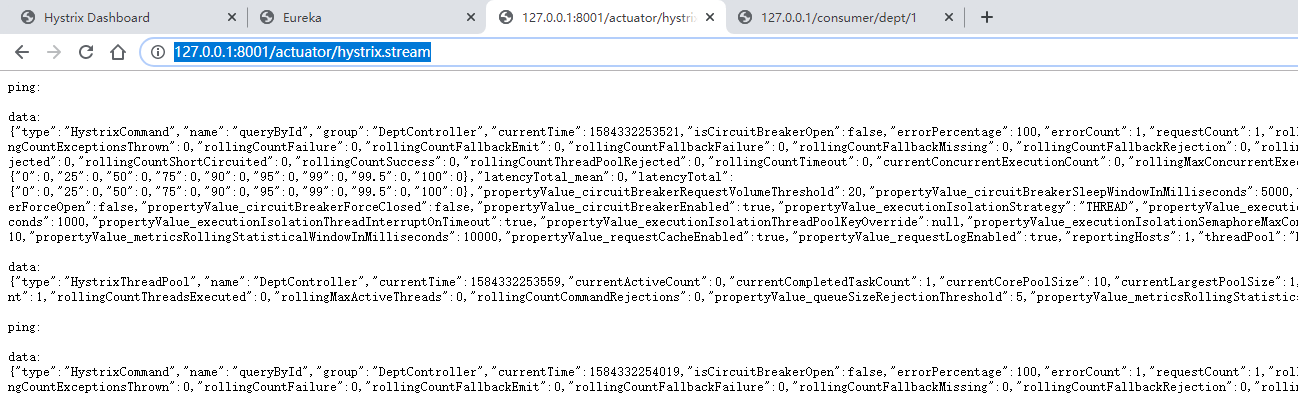 Hystrix Dashboard
Eureka
127.0.0.1:8001/actuator/hystri
127.0.0.1/consumer/dept/1
127.0.0.1:8001/actuator/hystrix.stream
ping:
data:
{"type":"HystrixCommand","name":"queryById","group":"DeptController","currentTime":1584332253521,"isCircuitBreakerOpen":false,"errorPercentage":100,"errorCount":1,"requestCount":1,"roll
ngCountExceptionsThrown":0,"rollingCountFailure":0,"rollingCountFallbackEmit":0,"rollingCountFallbackFailure":0,"rollingCountFallbackMissing":0,"rollingCountFallbackRejection":0,"rollin
jected":0,"rollingCountShortCircuited":0,"rollingCountSuccess":0,"rollingCountThreadPoolRejected":0,"rollingCountTimeout":0,"currentConcurrentExecutionCount":0,"rollingMaxConcurrentExec
{"0":0,"25":0,"50":0,"75":0,"90":0,"95":0,"99":0,"99.5":0,"100":0},"latencyTotal_mean":0,"latencyTotal":
{"0":0,"25":0,"50":0,"75":0,"90":0,"95":0,"99":0,"99.5":0,"100":0},"propertyValue_circuitBreakerRequestVolumeThreshold":20,"propertyValue_circuitBreakerSleepWindowInMilliseconds":5000,"
erForceOpen":false,"propertyValue_circuitBreakerForceClosed":false,"propertyValue_circuitBreakerEnabled":true,"propertyValue_executionIsolationStrategy":"THREAD","propertyValue_executi
conds":1000,"propertyValue_executionIsolationThreadInterruptOnTimeout":true,"propertyValue_executionIsolationThreadPoolKeyOverride":null,"propertyValue_executionIsolationSemaphoreMaxCon
10,"propertyValue_metricsRollingStatisticalWindowInMilliseconds":10000,"propertyValue_requestCacheEnabled":true,"propertyValue_requestLogEnabled":true,"reportingHosts":1,"threadPool":"
data:
{"type":"HystrixThreadPool","name":"DeptController","currentTime":1584332253559,"currentActiveCount":0,"currentCompletedTaskCount":1,"currentCorePoolSize":10,"currentLargestPoolSize":1,
nt":1,"rollingCountThreadsExecuted":0,"rollingMaxActiveThreads":0,"rollingCountCommandRejections":0,"propertyValue_queueSizeRejectionThreshold":5,"propertyValue_metricsRollingStatistic
ping:
data:
{"type":"HystrixCommand","name":"queryById","group":"DeptController","currentTime":1584332254019,"isCircuitBreakerOpen":false,"errorPercentage":100,"errorCount":1,"requestCount":1,"roll
ngCountExceptionsThrown":0,"rollingCountFailure":0,"rollingCountFallbackEmit":0,"rollingCountFallbackFailure":0,"rollingCountFallbackMissing":0,"rollingCountFallbackRejection":0,"rollin